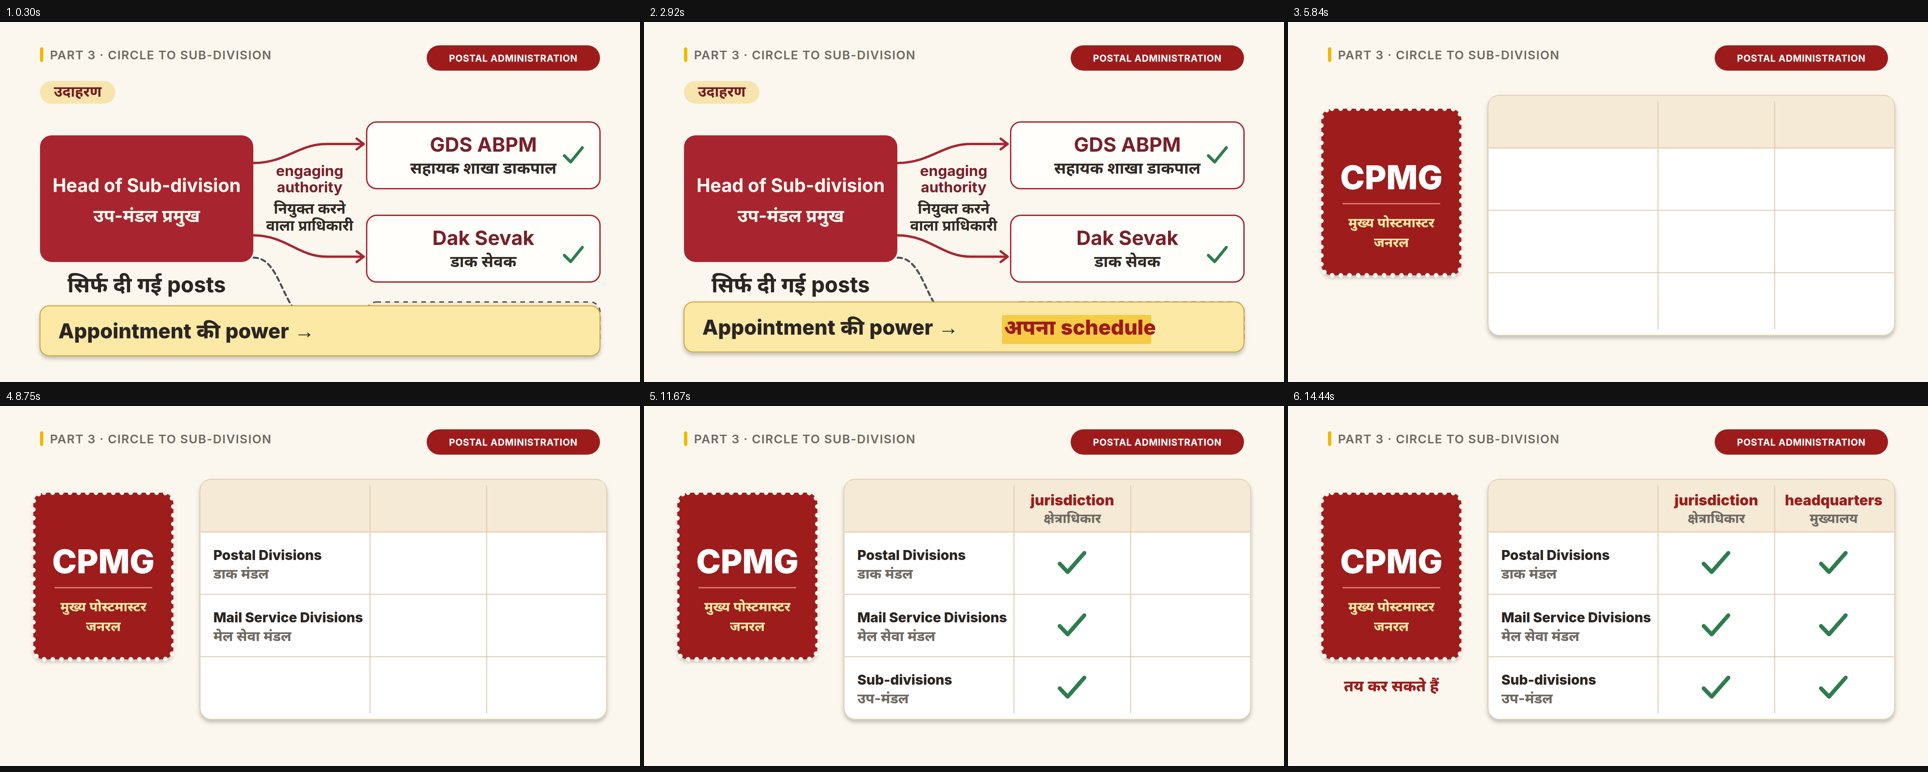 1. 0.30s
PART 3 · CIRCLE TO SUB-DIVISION
POSTAL ADMINISTRATION
उदाहरण
Head of Sub-division
उप-मंडल प्रमुख
engaging
authority
नियुक्त करने
वाला प्राधिकारी
GDS ABPM
सहायक शाखा डाकपाल
Dak Sevak
डाक सेवक
सिर्फ दी गई posts
Appointment की power →
2. 2.92s
PART 3 · CIRCLE TO SUB-DIVISION
POSTAL ADMINISTRATION
उदाहरण
Head of Sub-division
उप-मंडल प्रमुख
engaging
authority
नियुक्त करने
वाला प्राधिकारी
GDS ABPM
सहायक शाखा डाकपाल
Dak Sevak
डाक सेवक
सिर्फ दी गई posts
Appointment की power → अपना schedule
3. 5.84s
PART 3 · CIRCLE TO SUB-DIVISION
POSTAL ADMINISTRATION
CPMG
मुख्य पोस्टमास्टर
जनरल
4. 8.75s
PART 3 · CIRCLE TO SUB-DIVISION
POSTAL ADMINISTRATION
CPMG
मुख्य पोस्टमास्टर
जनरल
Postal Divisions
डाक मंडल
Mail Service Divisions
मेल सेवा मंडल
5. 11.67s
PART 3 · CIRCLE TO SUB-DIVISION
POSTAL ADMINISTRATION
CPMG
मुख्य पोस्टमास्टर
जनरल
jurisdiction
क्षेत्राधिकार
Postal Divisions
डाक मंडल
Mail Service Divisions
मेल सेवा मंडल
Sub-divisions
उप-मंडल
6. 14.44s
PART 3 · CIRCLE TO SUB-DIVISION
POSTAL ADMINISTRATION
CPMG
मुख्य पोस्टमास्टर
जनरल
तय कर सकते हैं
jurisdiction
क्षेत्राधिकार
headquarters
मुख्यालय
Postal Divisions
डाक मंडल
Mail Service Divisions
मेल सेवा मंडल
Sub-divisions
उप-मंडल